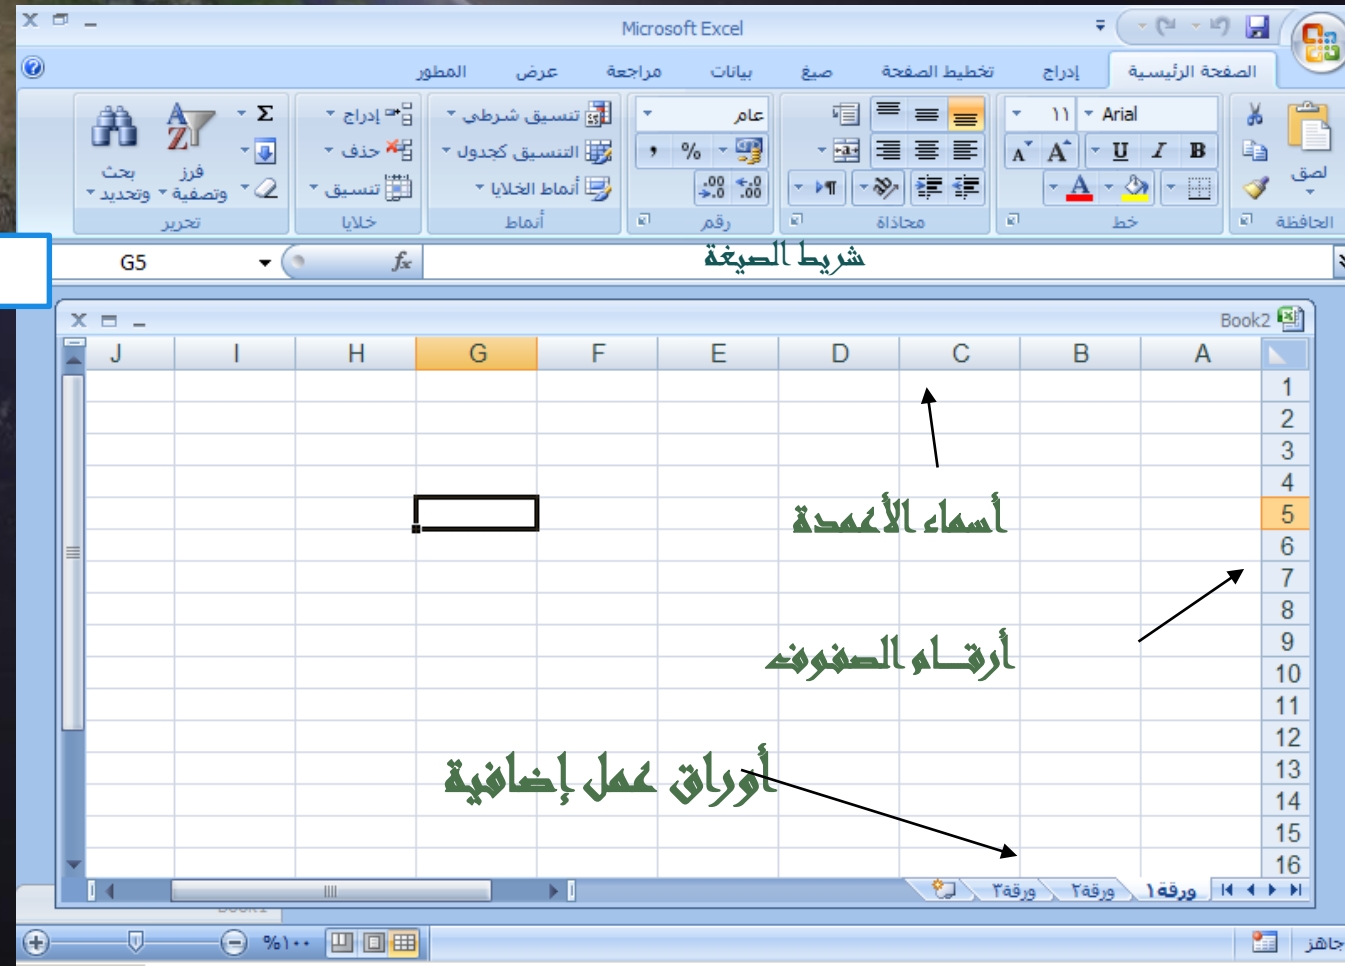 Microsoft Excel
الصفحة الرئيسية إدراج تخطيط الصفحة صيغ بيانات مراجعة عرض المطور
Arial ١١ عام تنسيق شرطي إدراج Σ
B I U % , التنسيق كجدول حذف
لصق A أنماط الخلايا تنسيق فرز وتصفية بحث وتحديد
الحافظة خط محاذاة رقم أنماط خلايا تحرير
G5 fx شريط الصيغة
Book2
A B C D E F G H I J
1
2
3
4
5
أسماء الأعمدة
6
7
8
9
أرقام الصفوف
10
11
12
13
أوراق عمل إضافية
14
15
16
ورقة١ ورقة٢ ورقة٣
Book1
جاهز ١٠٠%